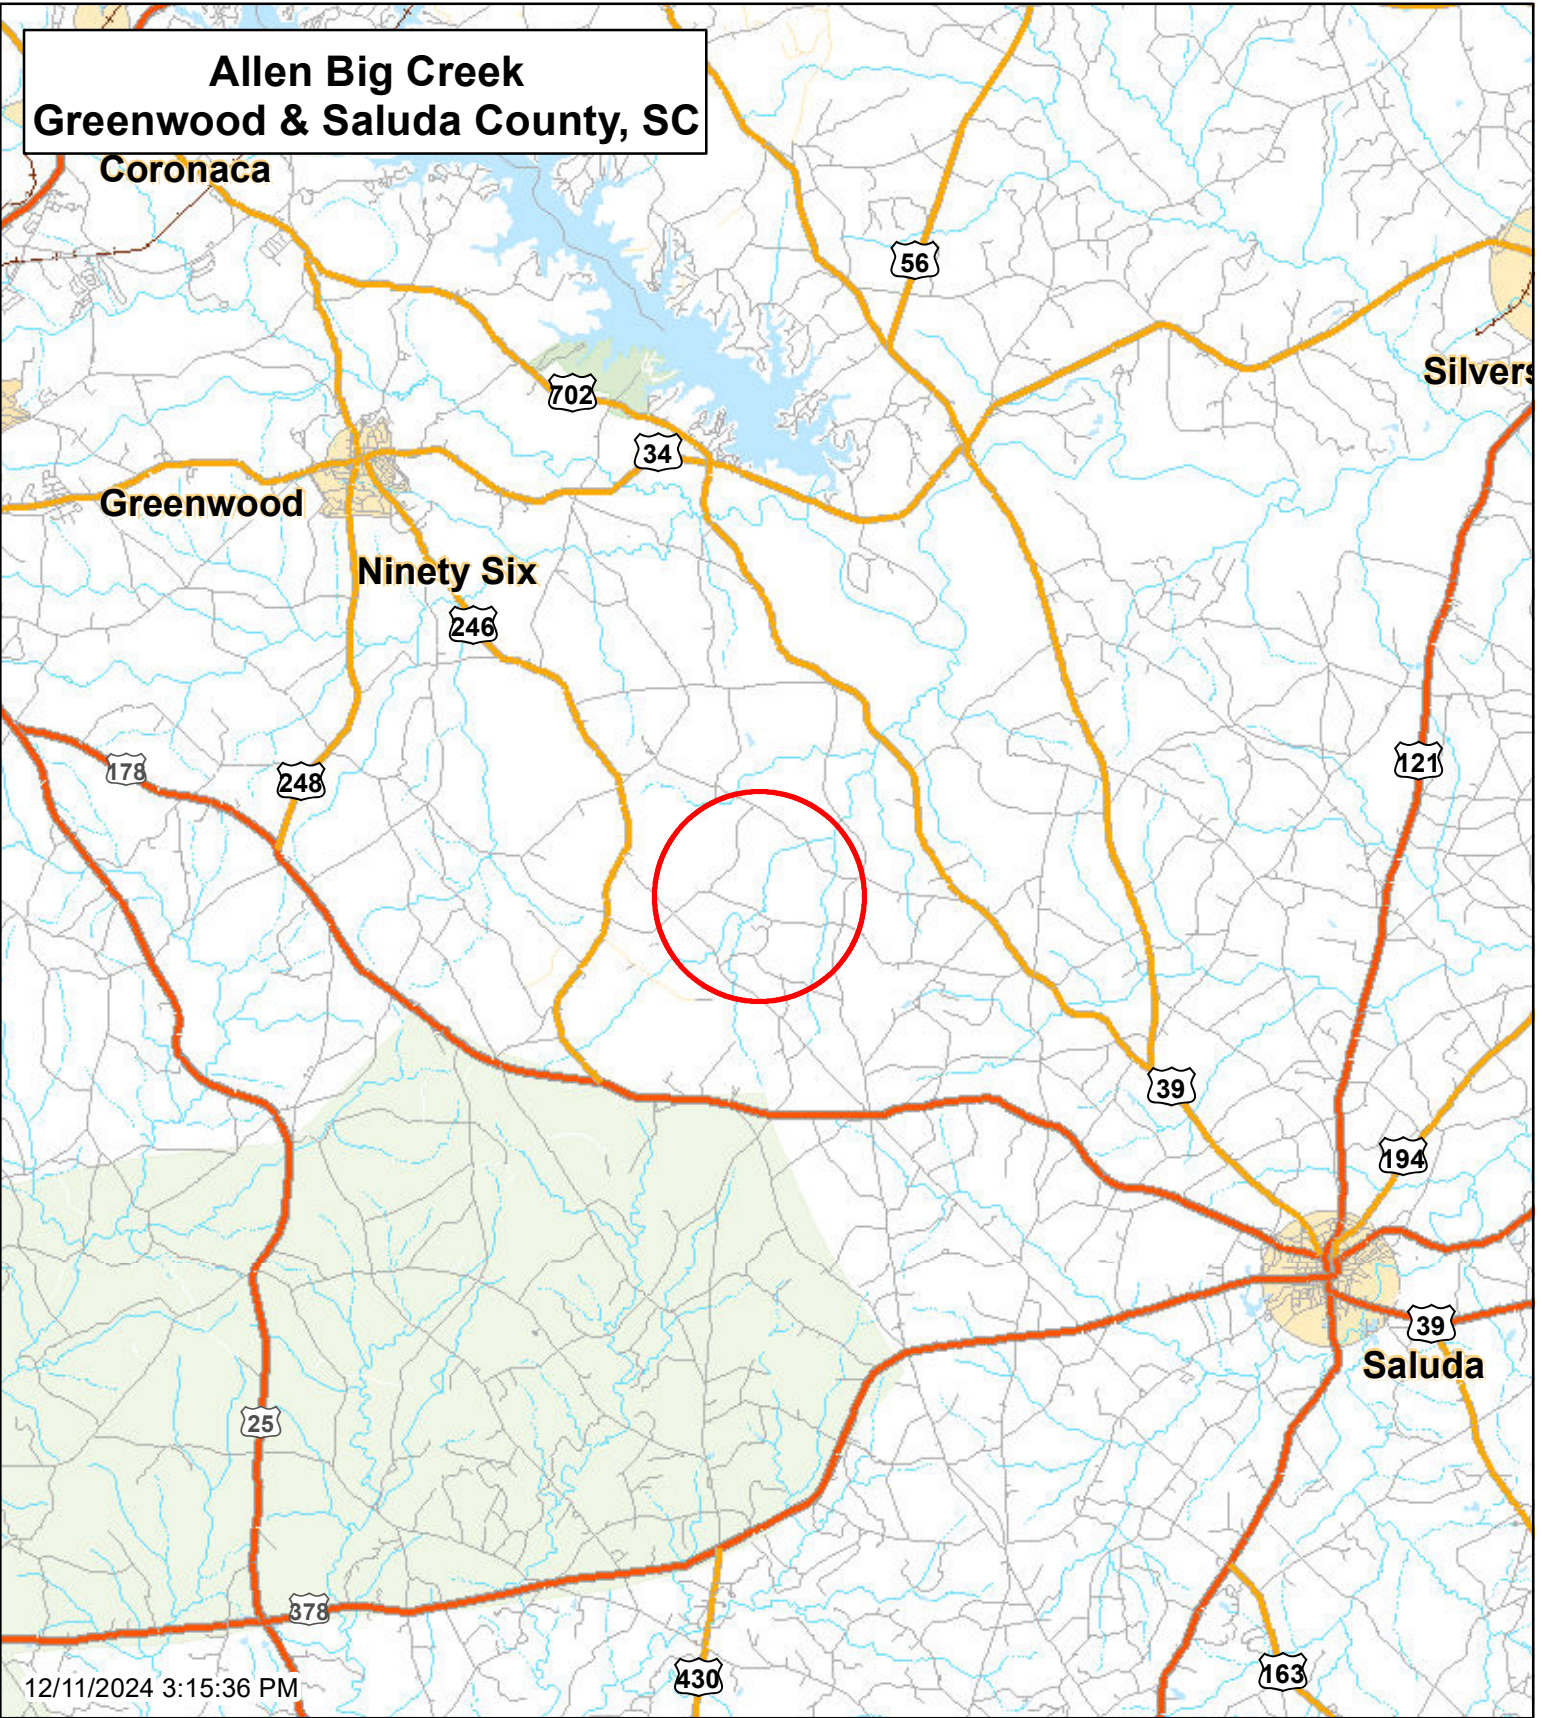 Allen Big Creek
Greenwood & Saluda County, SC
Coronaca
56
Silvers
702
34
Greenwood
Ninety Six
246
178
248
121
39
194
39
Saluda
25
378
430
163
12/11/2024 3:15:36 PM